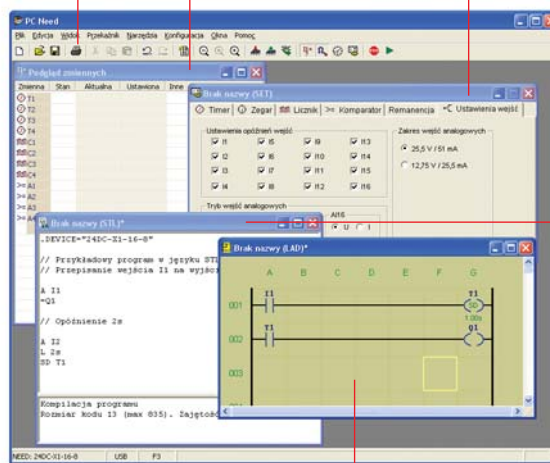 PC Need
Plik Edycja Widok Przekaźnik Narzędzia Konfiguracja Okna Pomoc
Podgląd zmiennych
Zmienna Stan Aktualna Ustawiona Inne
T1
T2
T3
T4
C1
C2
C3
C4
A1
A2
A3
A4
Brak nazwy (SET)
Timer Zegar Licznik Komparator Remanencja Ustawienia wejść
Ustawienia opóźnień wejść
I1 I5 I9 I13
I2 I6 I10 I14
I3 I7 I11 I15
I4 I8 I12 I16
Zakres wejść analogowych
25,5 V / 51 mA
12,75 V / 25,5 mA
Tryb wejść analogowych
AI16
U I
Brak nazwy (STL)*
.DEVICE="24DC-X1-16-8"
// Przykładowy program w języku STL
// Przepisanie wejścia I1 na wyjści
A I1
=Q1
// Opóźnienie 2s
A I2
L 2s
SD T1
Kompilacja programu
Rozmiar kodu 13 (max 835). Zajętość
Brak nazwy (LAD)*
A B C D E F G
001 I1 T1
SD
1.00s
002 T1 Q1
003
NEED: 24DC-X1-16-8 USB F3